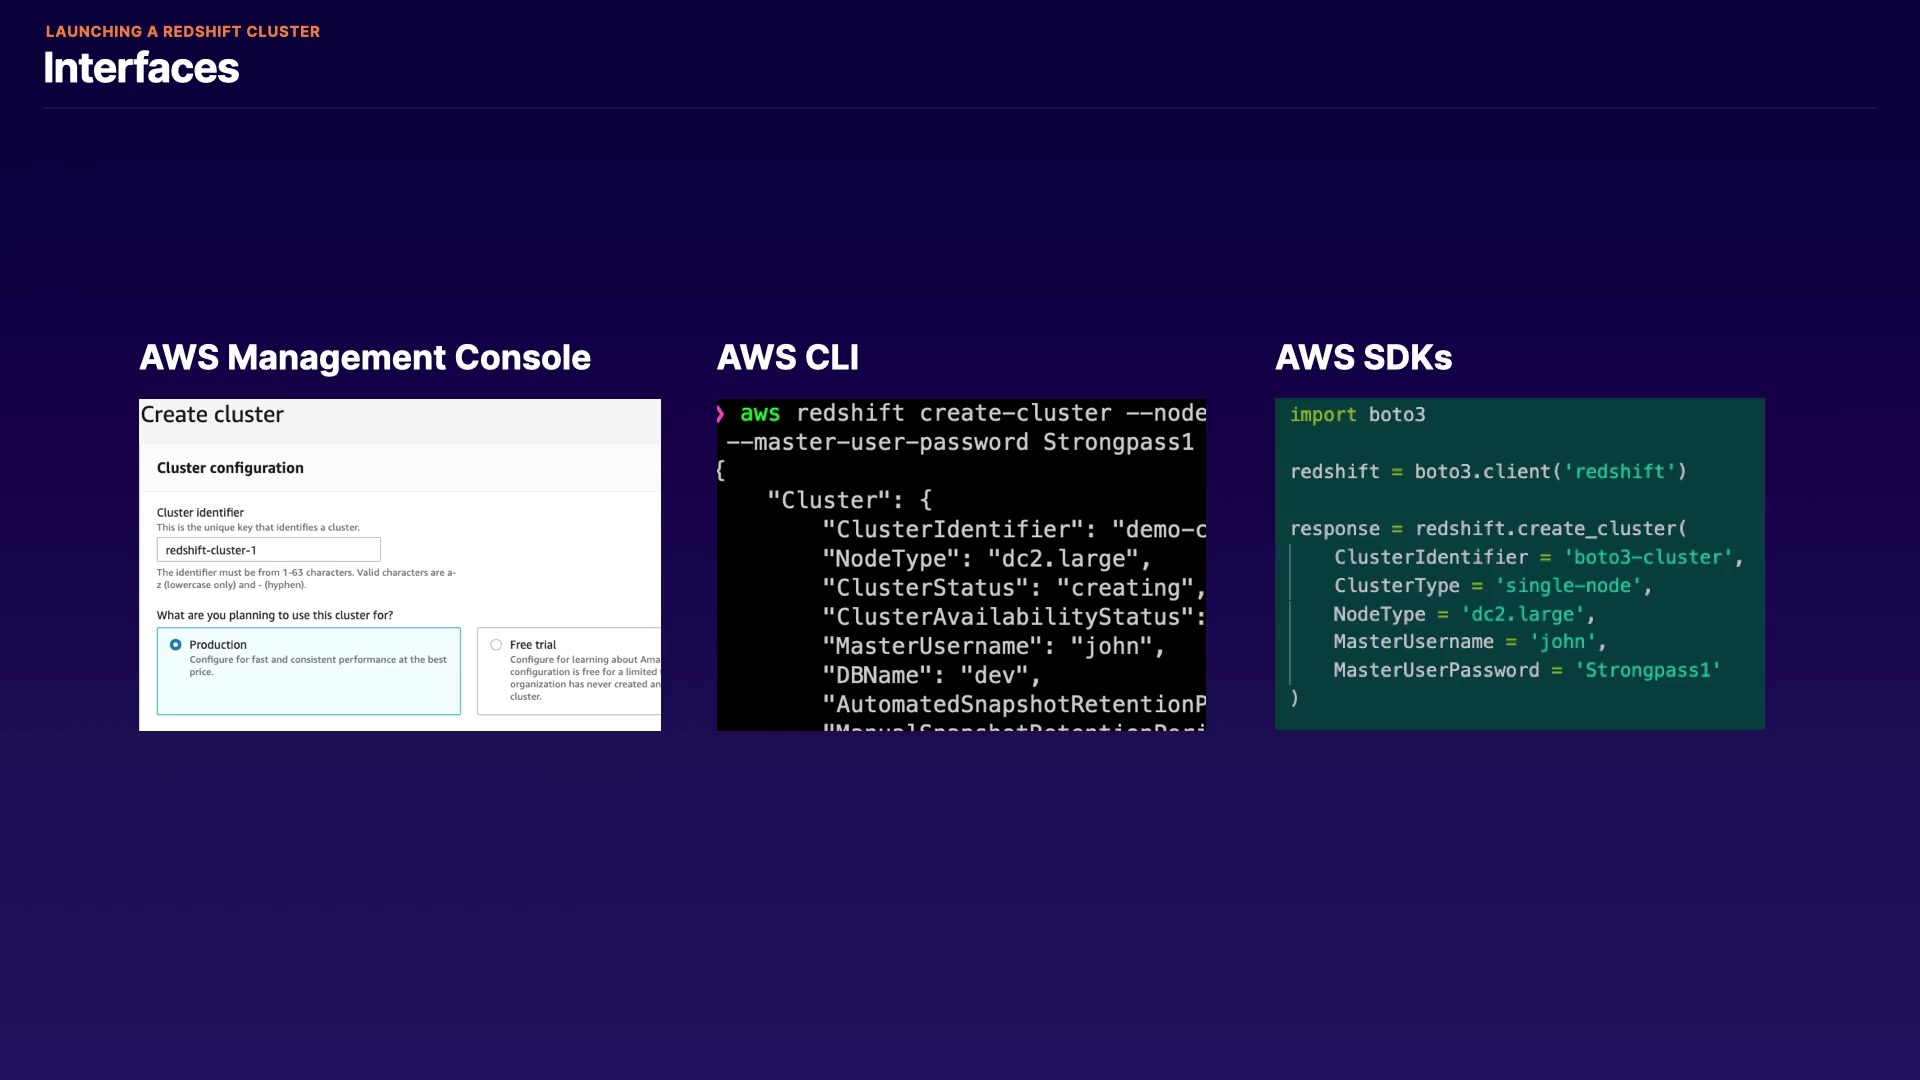 LAUNCHING A REDSHIFT CLUSTER
Interfaces
AWS Management Console
Create cluster
Cluster configuration
Cluster identifier
This is the unique key that identifies a cluster.
redshift-cluster-1
The identifier must be from 1-63 characters. Valid characters are a-
z (lowercase only) and - (hyphen).
What are you planning to use this cluster for?
Production
Configure for fast and consistent performance at the best
price.
Free trial
Configure for learning about Ama
configuration is free for a limited
organization has never created an
cluster.
AWS CLI
❯ aws redshift create-cluster --node
--master-user-password Strongpass1
{
"Cluster": {
"ClusterIdentifier": "demo-c
"NodeType": "dc2.large",
"ClusterStatus": "creating",
"ClusterAvailabilityStatus":
"MasterUsername": "john",
"DBName": "dev",
"AutomatedSnapshotRetentionP
"ManualSnapshotRetentionPeri
AWS SDKs
import boto3
redshift = boto3.client('redshift')
response = redshift.create_cluster(
ClusterIdentifier = 'boto3-cluster',
ClusterType = 'single-node',
NodeType = 'dc2.large',
MasterUsername = 'john',
MasterUserPassword = 'Strongpass1'
)